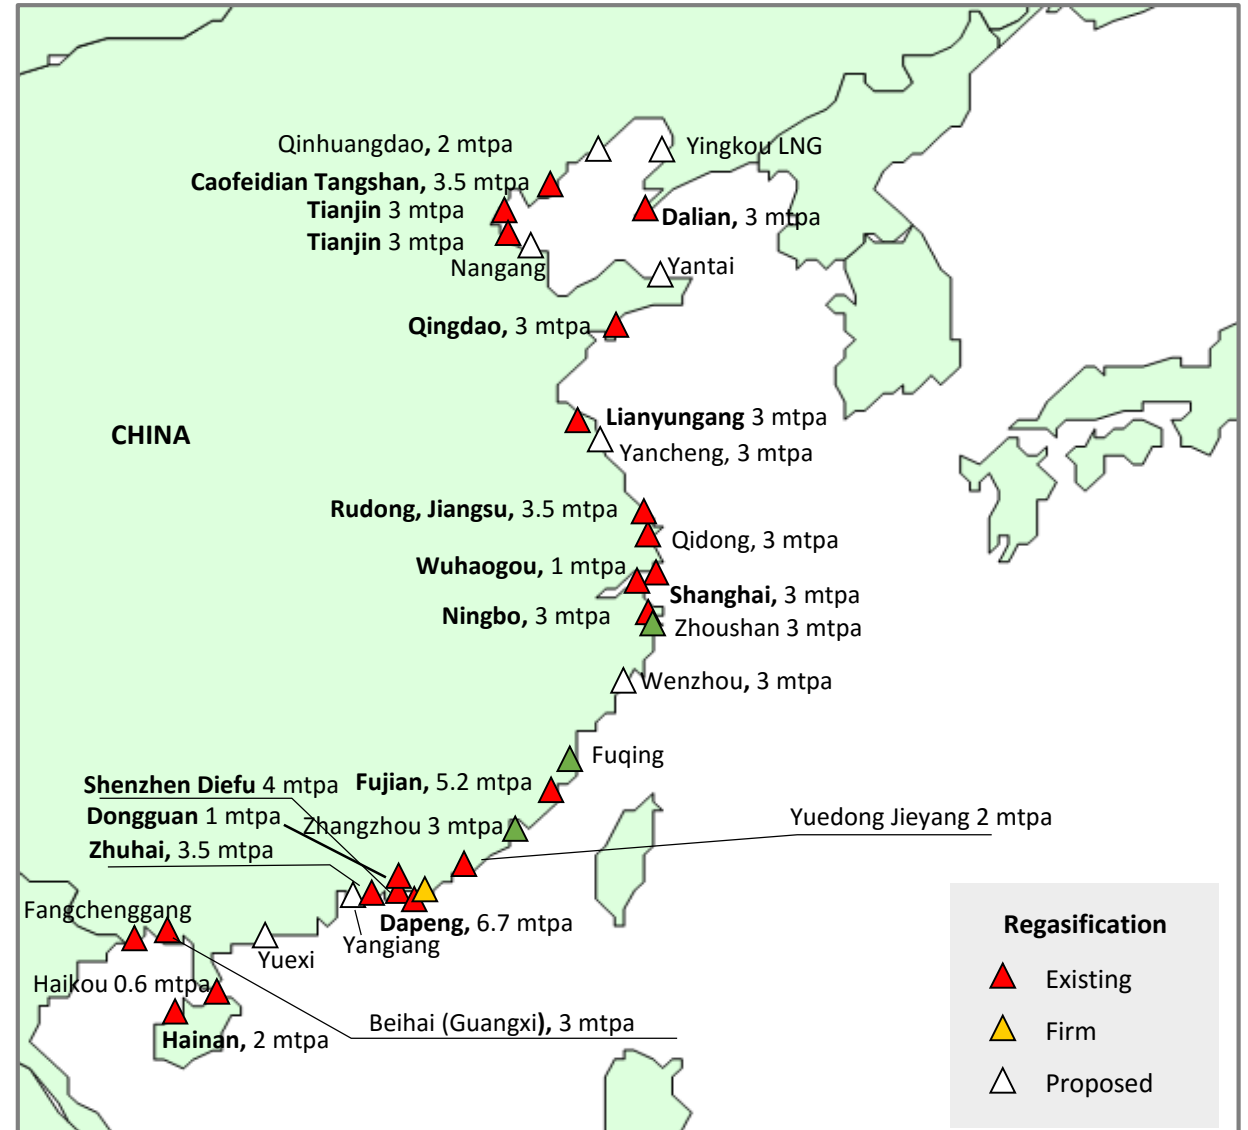 Qinhuangdao, 2 mtpa
Yingkou LNG
Caofeidian Tangshan, 3.5 mtpa
Tianjin 3 mtpa
Dalian, 3 mtpa
Tianjin 3 mtpa
Nangang
Yantai
Qingdao, 3 mtpa
Lianyungang 3 mtpa
CHINA
Yancheng, 3 mtpa
Rudong, Jiangsu, 3.5 mtpa
Qidong, 3 mtpa
Wuhaogou, 1 mtpa
Shanghai, 3 mtpa
Ningbo, 3 mtpa
Zhoushan 3 mtpa
Wenzhou, 3 mtpa
Fuqing
Shenzhen Diefu 4 mtpa
Fujian, 5.2 mtpa
Dongguan 1 mtpa
Zhangzhou 3 mtpa
Yuedong Jieyang 2 mtpa
Zhuhai, 3.5 mtpa
Fangchenggang
Dapeng, 6.7 mtpa
Yangiang
Yuexi
Haikou 0.6 mtpa
Beihai (Guangxi), 3 mtpa
Hainan, 2 mtpa
Regasification
Existing
Firm
Proposed